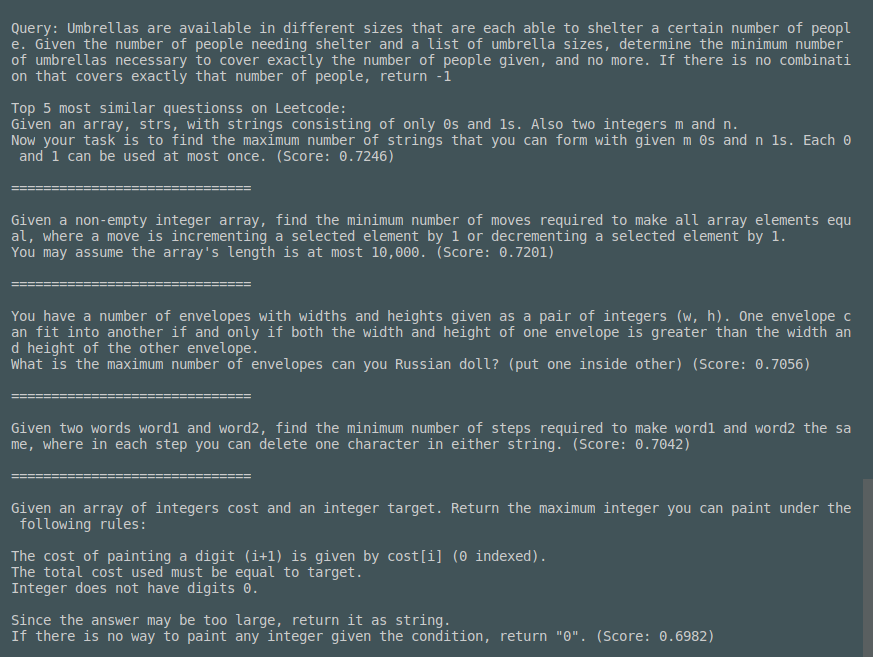 Query: Umbrellas are available in different sizes that are each able to shelter a certain number of peopl
e. Given the number of people needing shelter and a list of umbrella sizes, determine the minimum number
of umbrellas necessary to cover exactly the number of people given, and no more. If there is no combinati
on that covers exactly that number of people, return -1
Top 5 most similar questionss on Leetcode:
Given an array, strs, with strings consisting of only 0s and 1s. Also two integers m and n.
Now your task is to find the maximum number of strings that you can form with given m 0s and n 1s. Each 0
and 1 can be used at most once. (Score: 0.7246)
==============================
Given a non-empty integer array, find the minimum number of moves required to make all array elements equ
al, where a move is incrementing a selected element by 1 or decrementing a selected element by 1.
You may assume the array's length is at most 10,000. (Score: 0.7201)
==============================
You have a number of envelopes with widths and heights given as a pair of integers (w, h). One envelope c
an fit into another if and only if both the width and height of one envelope is greater than the width an
d height of the other envelope.
What is the maximum number of envelopes can you Russian doll? (put one inside other) (Score: 0.7056)
==============================
Given two words word1 and word2, find the minimum number of steps required to make word1 and word2 the sa
me, where in each step you can delete one character in either string. (Score: 0.7042)
==============================
Given an array of integers cost and an integer target. Return the maximum integer you can paint under the
following rules:
The cost of painting a digit (i+1) is given by cost[i] (0 indexed).
The total cost used must be equal to target.
Integer does not have digits 0.
Since the answer may be too large, return it as string.
If there is no way to paint any integer given the condition, return "0". (Score: 0.6982)